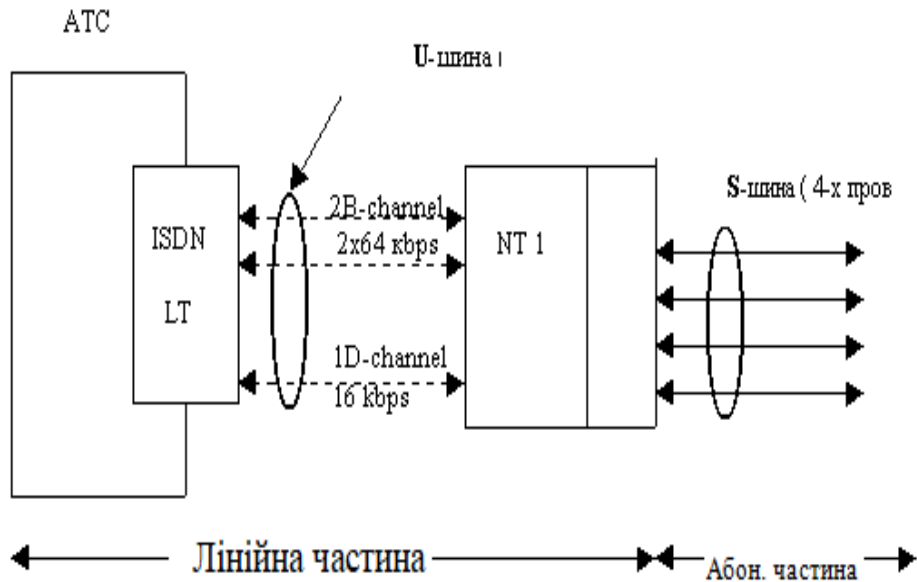 АТС
U-шина
S-шина ( 4-х пров
2B-channel
2x64 kbps
ISDN
LT
NT 1
1D-channel
16 kbps
Лінійна частина
Абон. частина